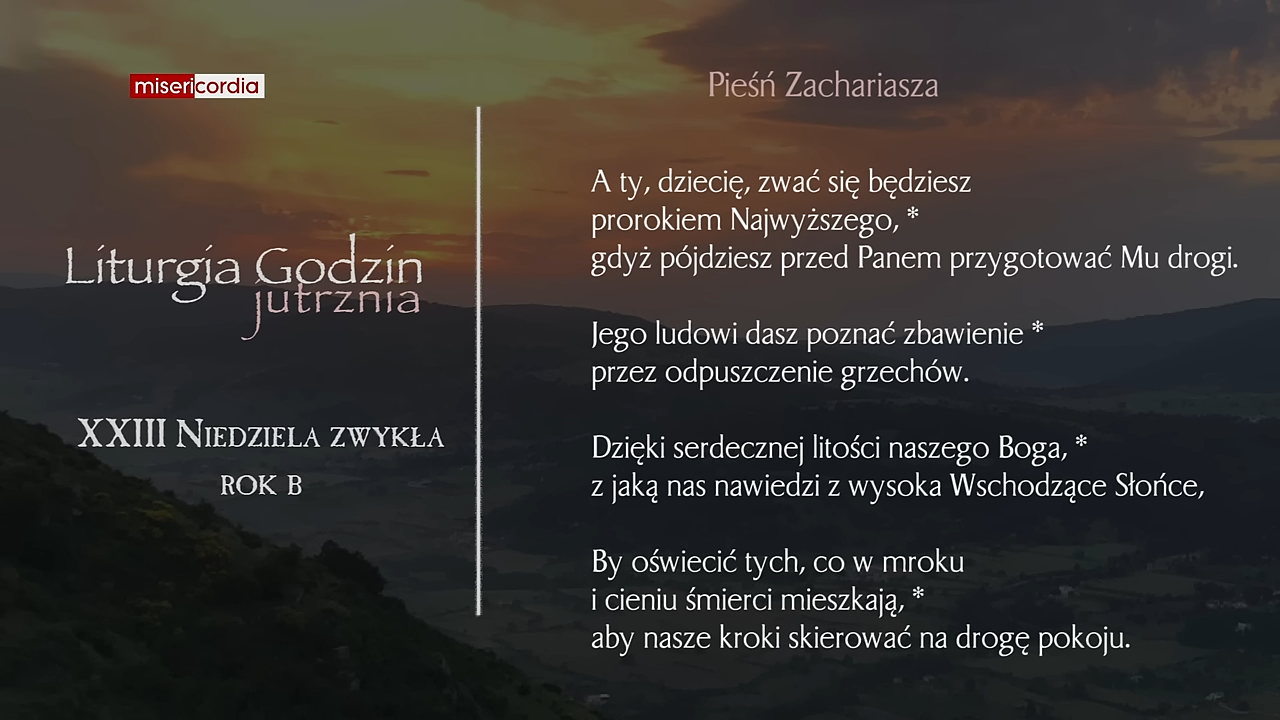 misericordia
Liturgia Godzin
jutrznia
XXIII Niedziela zwykła
rok B
Pieśń Zachariasza
A ty, dziecię, zwać się będziesz
prorokiem Najwyższego, *
gdyż pójdziesz przed Panem przygotować Mu drogi.
Jego ludowi dasz poznać zbawienie *
przez odpuszczenie grzechów.
Dzięki serdecznej litości naszego Boga, *
z jaką nas nawiedzi z wysoka Wschodzące Słońce,
By oświecić tych, co w mroku
i cieniu śmierci mieszkają, *
aby nasze kroki skierować na drogę pokoju.